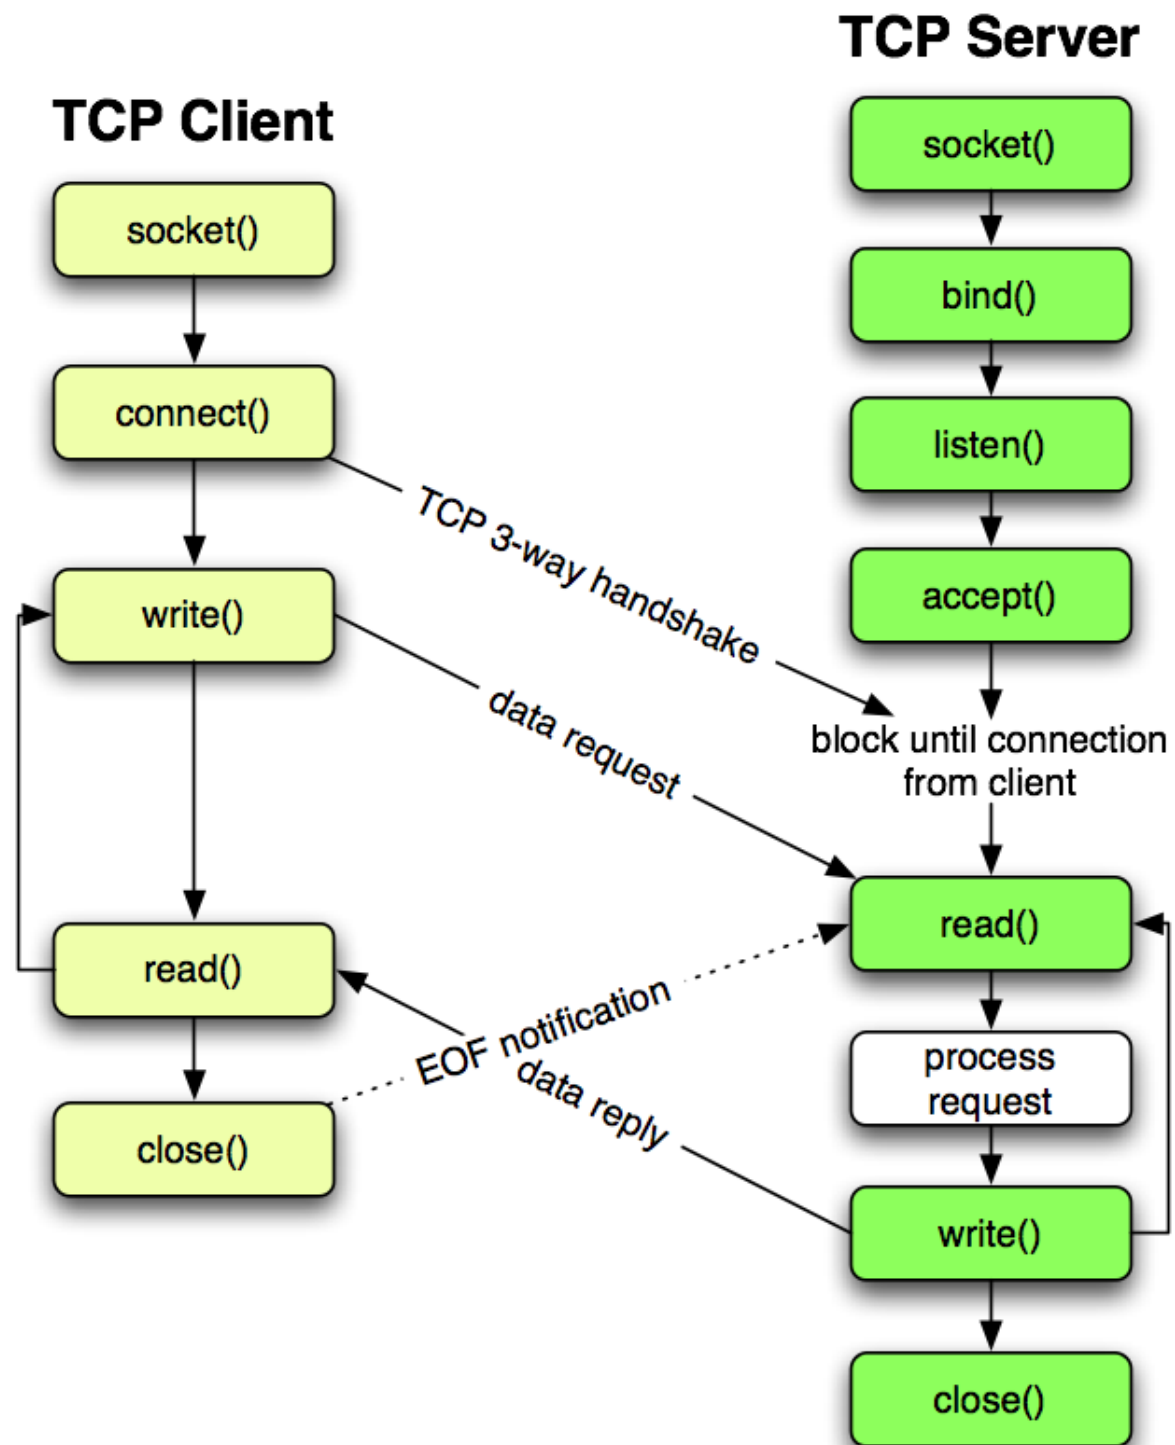 TCP Client
socket()
connect()
write()
read()
close()
TCP 3-way handshake
data request
EOF notification
data reply
TCP Server
socket()
bind()
listen()
accept()
block until connection
from client
read()
process
request
write()
close()